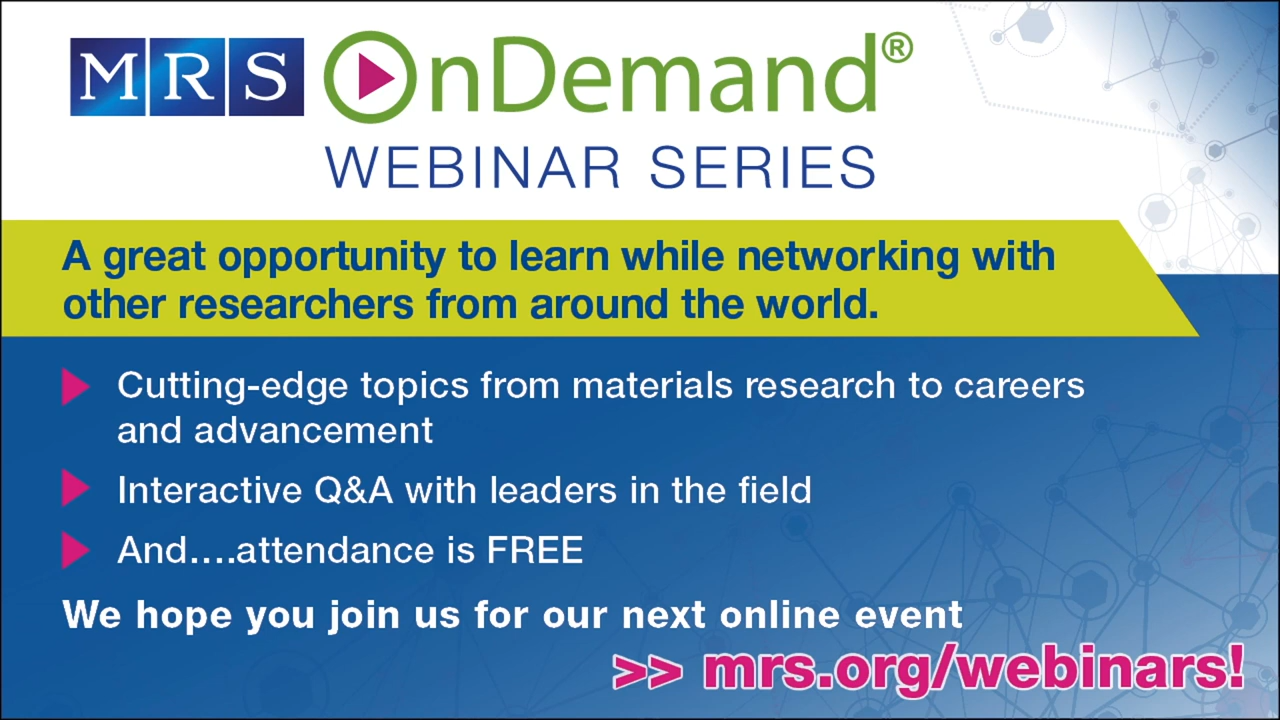 MRS OnDemand®
WEBINAR SERIES
A great opportunity to learn while networking with
other researchers from around the world.
Cutting-edge topics from materials research to careers
and advancement
Interactive Q&A with leaders in the field
And....attendance is FREE
We hope you join us for our next online event
>> mrs.org/webinars!